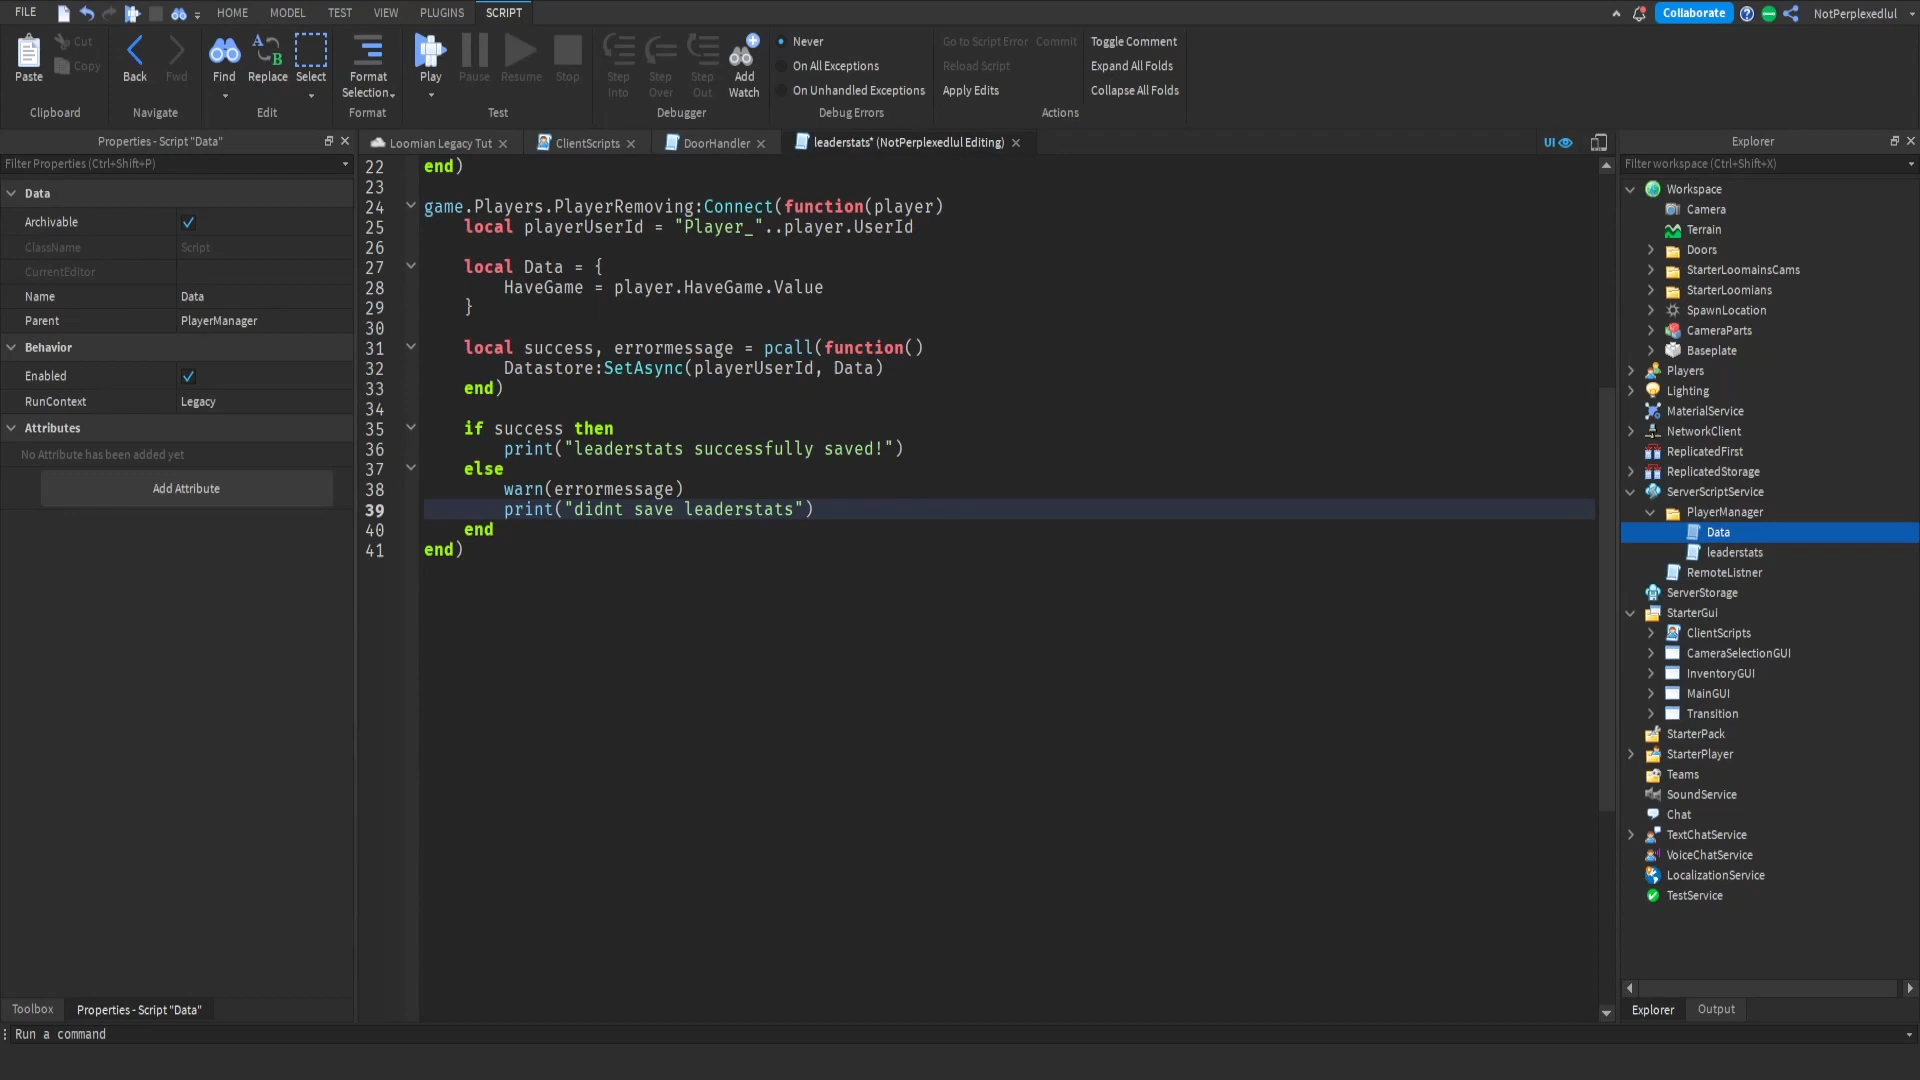 FILE
HOME
MODEL
TEST
VIEW
PLUGINS
SCRIPT
Collaborate
NotPerplexedlul
Paste
Cut
Copy
Clipboard
Back
Fwd
Navigate
Find
Replace
Select
Edit
Format
Selection
Format
Play
Pause
Resume
Stop
Test
Step
Into
Step
Over
Step
Out
Add
Watch
Debugger
Never
On All Exceptions
On Unhandled Exceptions
Debug Errors
Go to Script Error
Commit
Reload Script
Apply Edits
Toggle Comment
Expand All Folds
Collapse All Folds
Actions
Properties - Script "Data"
Filter Properties (Ctrl+Shift+P)
Data
Archivable
ClassName Script
CurrentEditor
Name Data
Parent PlayerManager
Behavior
Enabled
RunContext Legacy
Attributes
No Attribute has been added yet
Add Attribute
Toolbox
Properties - Script "Data"
Run a command
Loomian Legacy Tut
ClientScripts
DoorHandler
leaderstats* (NotPerplexedlul Editing)
UI
22 end)
23
24 game.Players.PlayerRemoving:Connect(function(player)
25 local playerUserId = "Player_"..player.UserId
26
27 local Data = {
28 HaveGame = player.HaveGame.Value
29 }
30
31 local success, errormessage = pcall(function()
32 Datastore:SetAsync(playerUserId, Data)
33 end)
34
35 if success then
36 print("leaderstats successfully saved!")
37 else
38 warn(errormessage)
39 print("didnt save leaderstats")
40 end
41 end)
Explorer
Filter workspace (Ctrl+Shift+X)
Workspace
Camera
Terrain
Doors
StarterLoomainsCams
StarterLoomians
SpawnLocation
CameraParts
Baseplate
Players
Lighting
MaterialService
NetworkClient
ReplicatedFirst
ReplicatedStorage
ServerScriptService
PlayerManager
Data
leaderstats
RemoteListner
ServerStorage
StarterGui
ClientScripts
CameraSelectionGUI
InventoryGUI
MainGUI
Transition
StarterPack
StarterPlayer
Teams
SoundService
Chat
TextChatService
VoiceChatService
LocalizationService
TestService
Explorer
Output